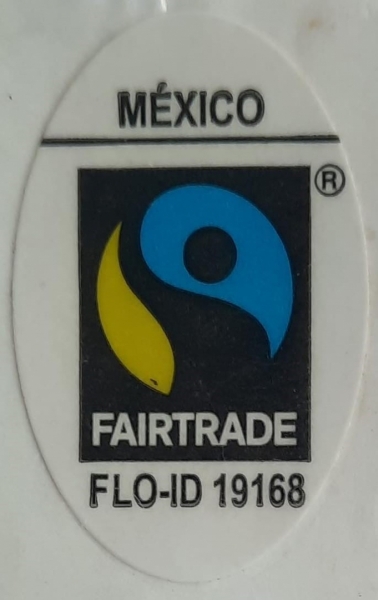 MÉXICO
®
FAIRTRADE
FLO-ID 19168